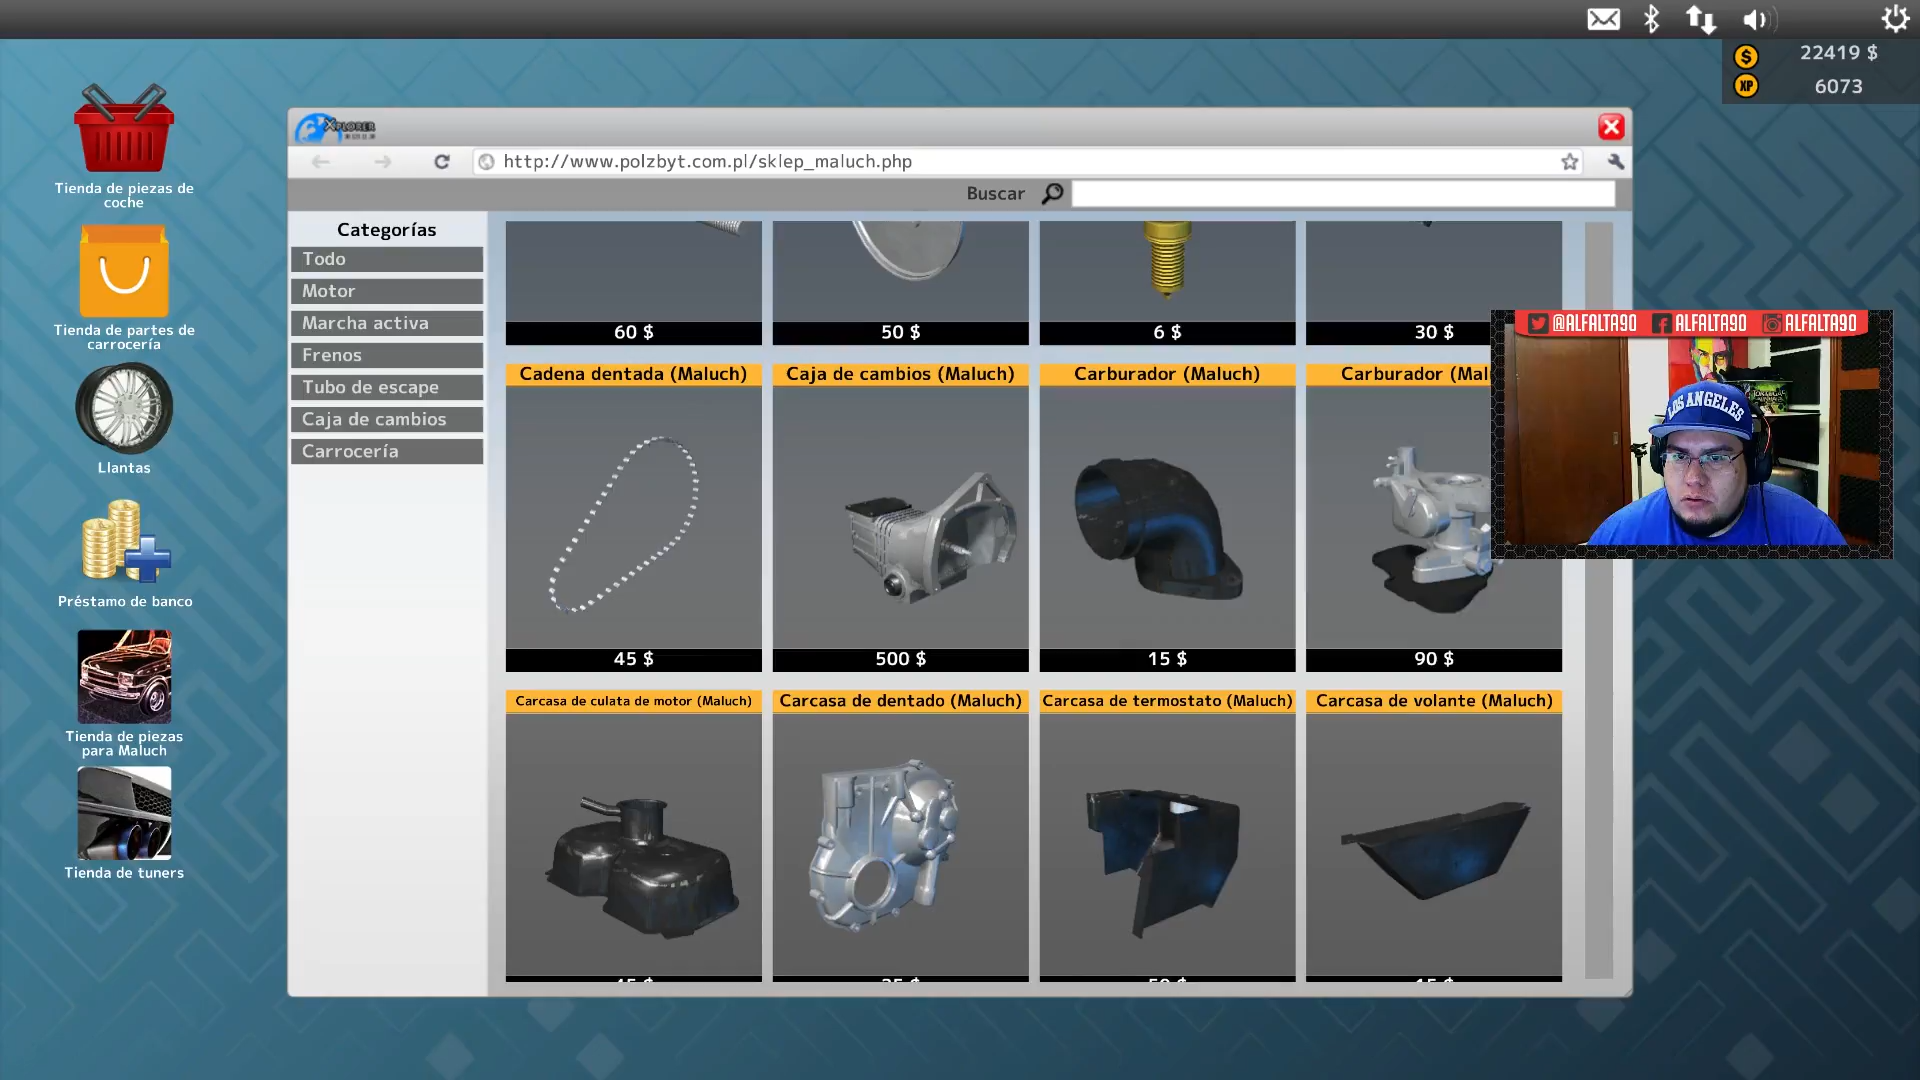 22419 $
XP
6073
XPLORER
http://www.polzbyt.com.pl/sklep_maluch.php
Buscar
Tienda de piezas de
coche
Tienda de partes de
carrocería
Llantas
Préstamo de banco
Tienda de piezas
para Maluch
Tienda de tuners
Categorías
Todo
Motor
Marcha activa
Frenos
Tubo de escape
Caja de cambios
Carrocería
60 $
50 $
6 $
30 $
@ALFALTA90 ALFALTA90 ALFALTA90
LOS ANGELES
Cadena dentada (Maluch)
Caja de cambios (Maluch)
Carburador (Maluch)
Carburador (Mal
45 $
500 $
15 $
90 $
Carcasa de culata de motor (Maluch)
Carcasa de dentado (Maluch)
Carcasa de termostato (Maluch)
Carcasa de volante (Maluch)